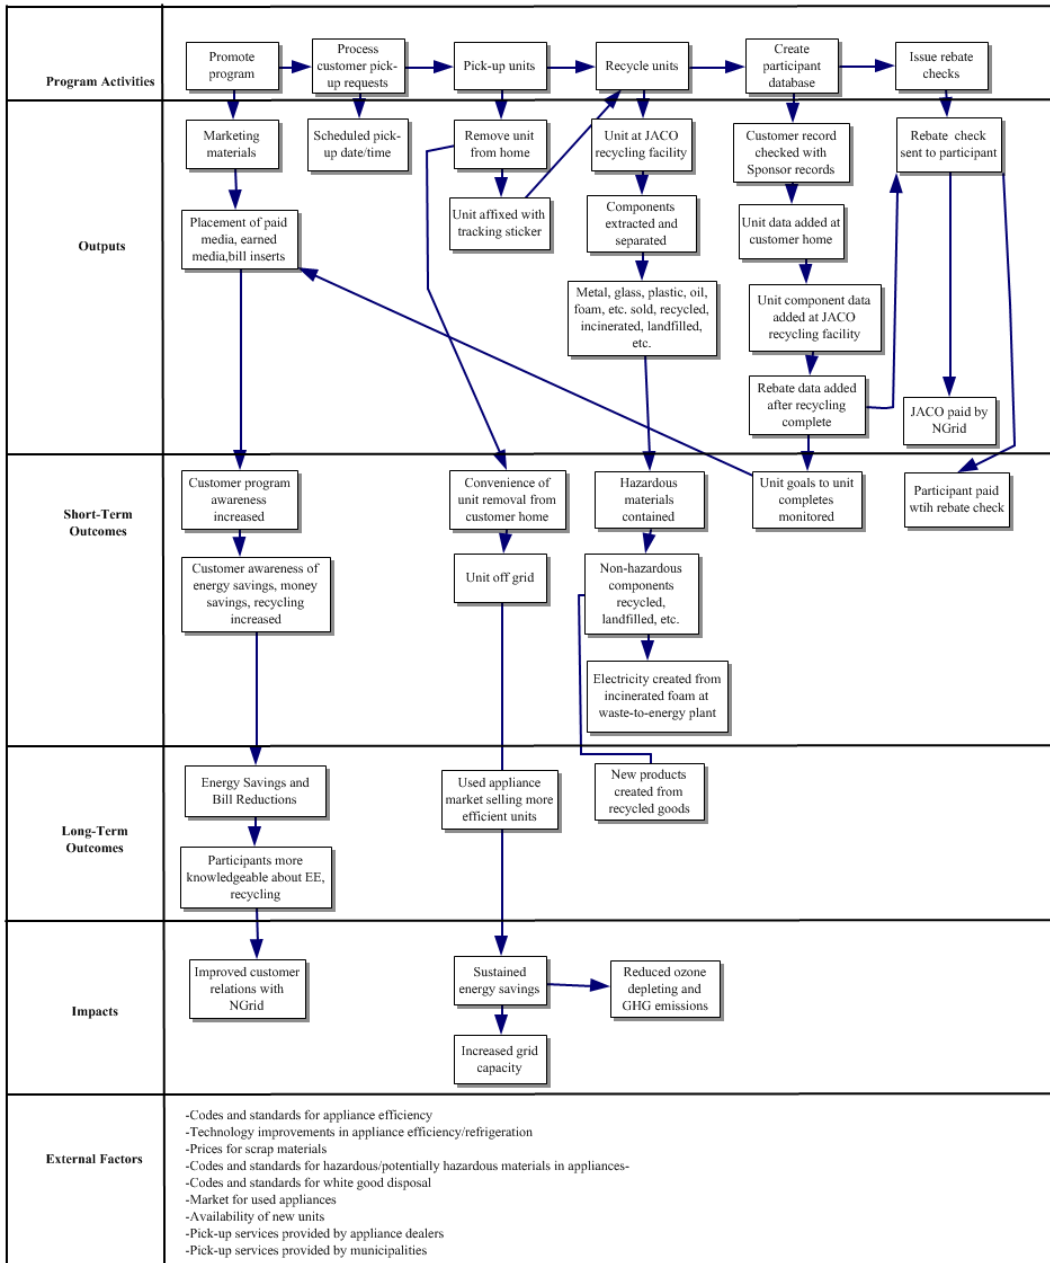 Program Activities
Promote
program
Process
customer pick-
up requests
Pick-up units
Recycle units
Create
participant
database
Issue rebate
checks
Outputs
Marketing
materials
Scheduled pick-
up date/time
Remove unit
from home
Unit at JACO
recycling facility
Customer record
checked with
Sponsor records
Rebate check
sent to participant
Placement of paid
media, earned
media,bill inserts
Unit affixed with
tracking sticker
Components
extracted and
separated
Unit data added at
customer home
Metal, glass, plastic, oil,
foam, etc. sold, recycled,
incinerated, landfilled,
etc.
Unit component data
added at JACO
recycling facility
Rebate data added
after recycling
complete
JACO paid by
NGrid
Short-Term
Outcomes
Customer program
awareness
increased
Convenience of
unit removal from
customer home
Hazardous
materials
contained
Unit goals to unit
completes
monitored
Participant paid
wtih rebate check
Customer awareness of
energy savings, money
savings, recycling
increased
Unit off grid
Non-hazardous
components
recycled,
landfilled, etc.
Electricity created from
incinerated foam at
waste-to-energy plant
Long-Term
Outcomes
Energy Savings and
Bill Reductions
Used appliance
market selling more
efficient units
New products
created from
recycled goods
Participants more
knowledgeable about EE,
recycling
Impacts
Improved customer
relations with
NGrid
Sustained
energy savings
Reduced ozone
depleting and
GHG emissions
Increased grid
capacity
External Factors
-Codes and standards for appliance efficiency
-Technology improvements in appliance efficiency/refrigeration
-Prices for scrap materials
-Codes and standards for hazardous/potentially hazardous materials in appliances-
-Codes and standards for white good disposal
-Market for used appliances
-Availability of new units
-Pick-up services provided by appliance dealers
-Pick-up services provided by municipalities